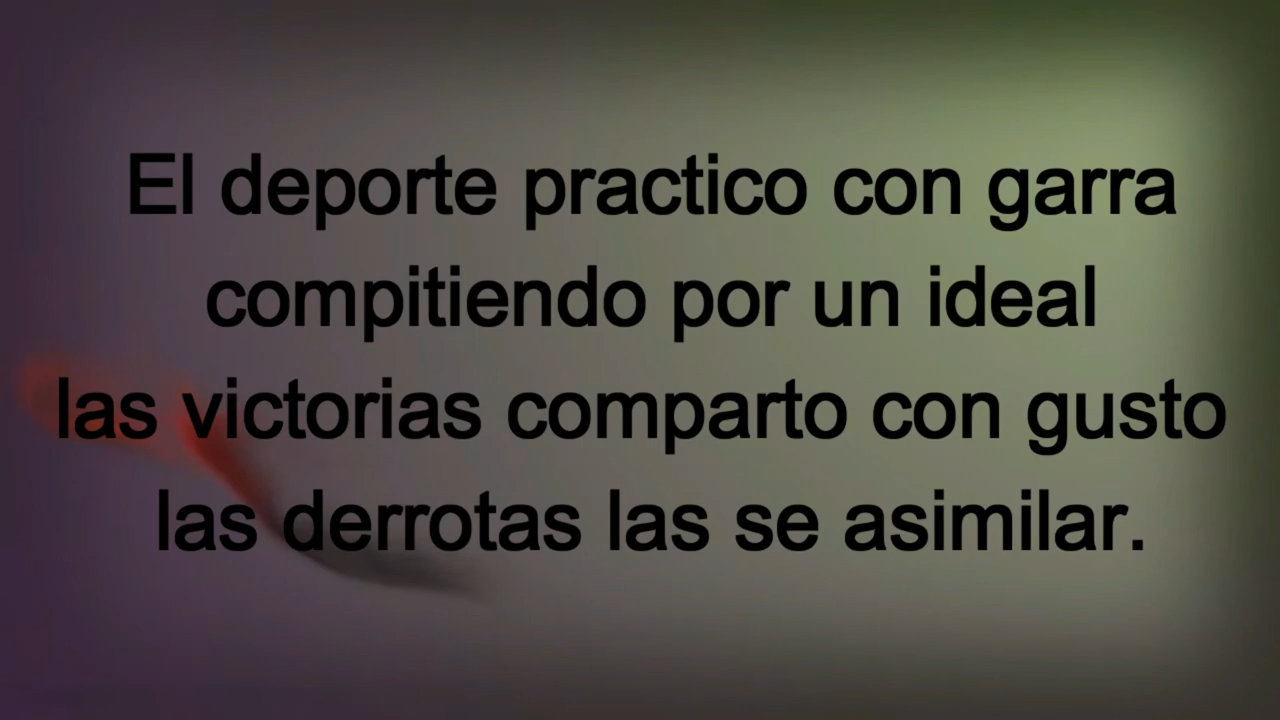 El deporte practico con garra
compitiendo por un ideal
las victorias comparto con gusto
las derrotas las se asimilar.